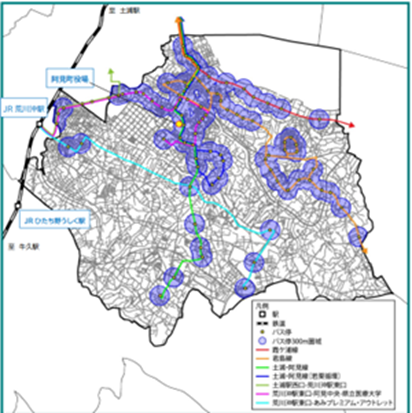 至 土浦駅
阿見町役場
JR 荒川沖駅
JRひたち野うしく駅
至 牛久駅
凡例
駅
鉄道
バス停
バス停300m圏域
霞ケ浦線
若島線
土浦-阿見線
土浦-阿見線(若栗循環)
土浦駅西口-荒川沖駅東口
荒川沖駅東口-阿見中央-県立医療大学
荒川沖駅東口-あみプレミアム・アウトレット